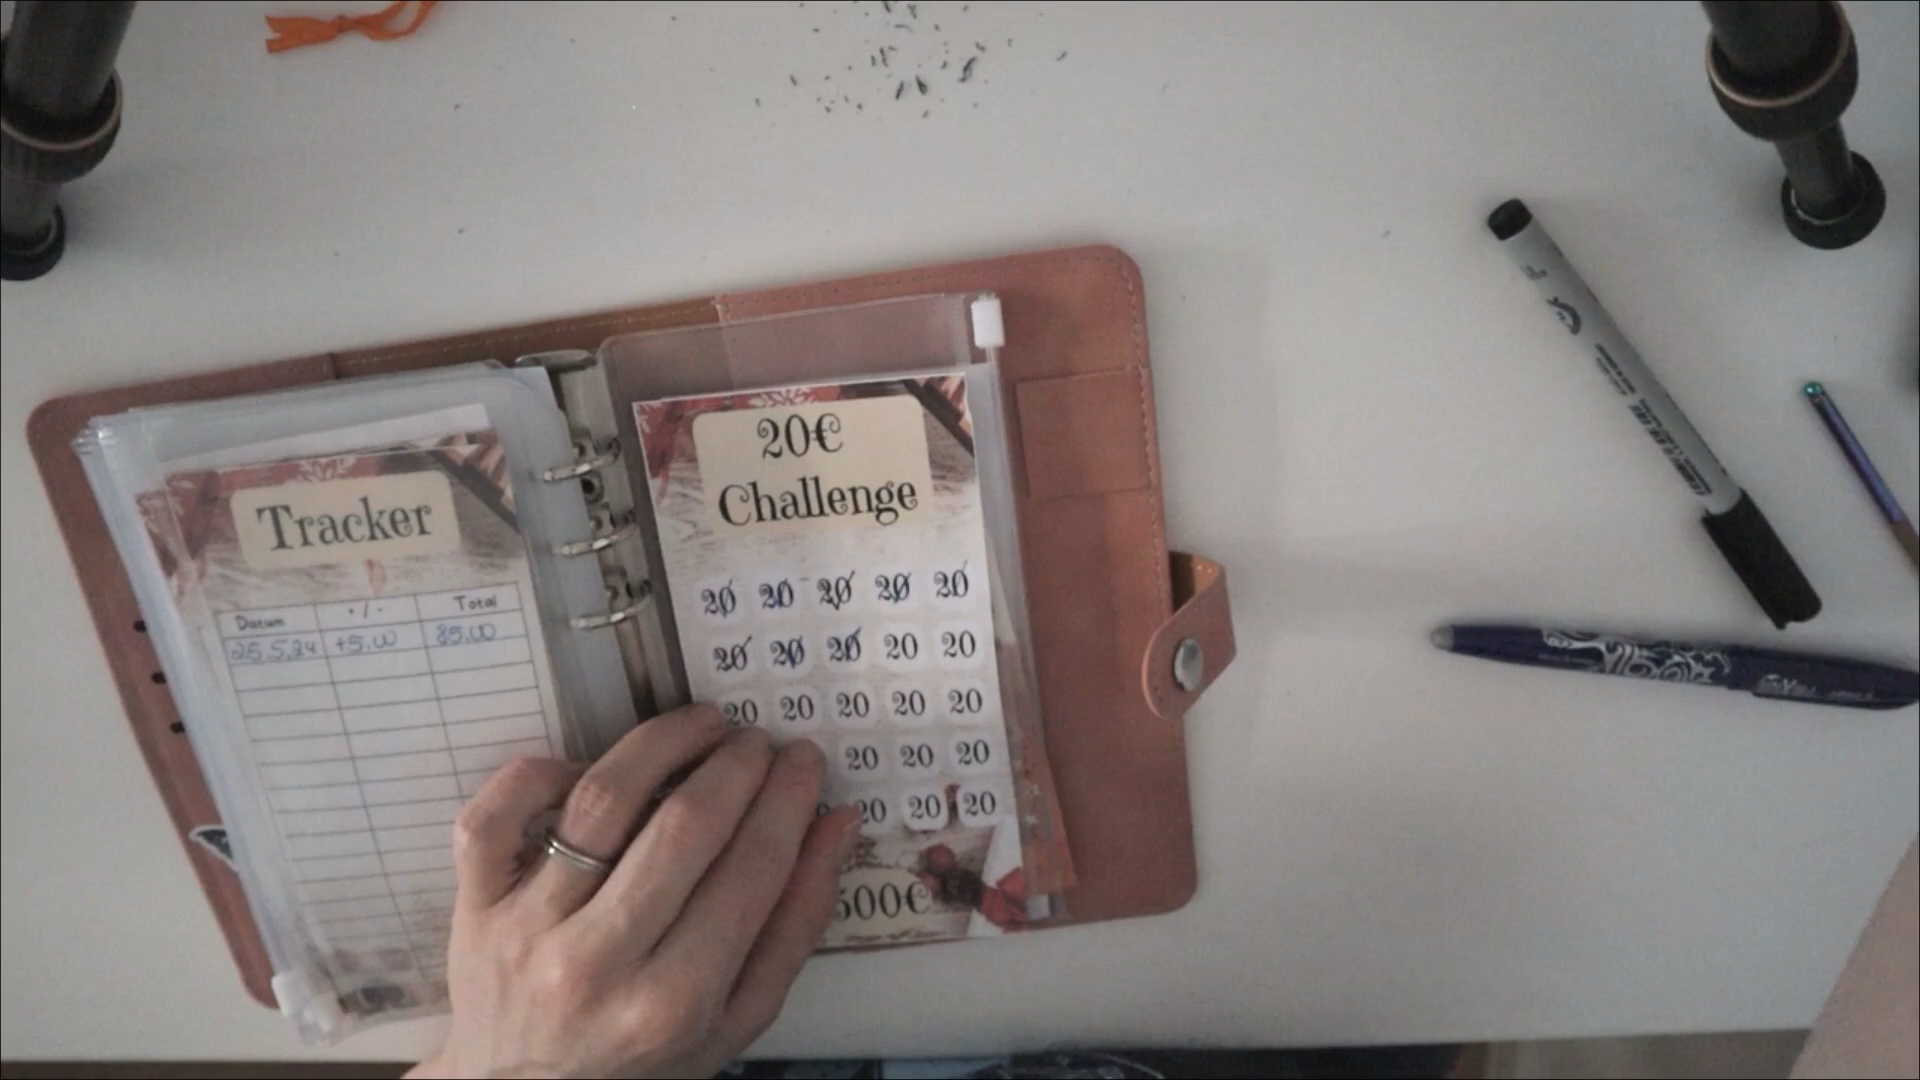 Tracker
Datum +/- Total
25.5.24 +5.00 85.00
20€
Challenge
20 20 20 20 20
20 20 20 20 20
20 20 20 20 20
20 20 20
20 20 20
500€
F